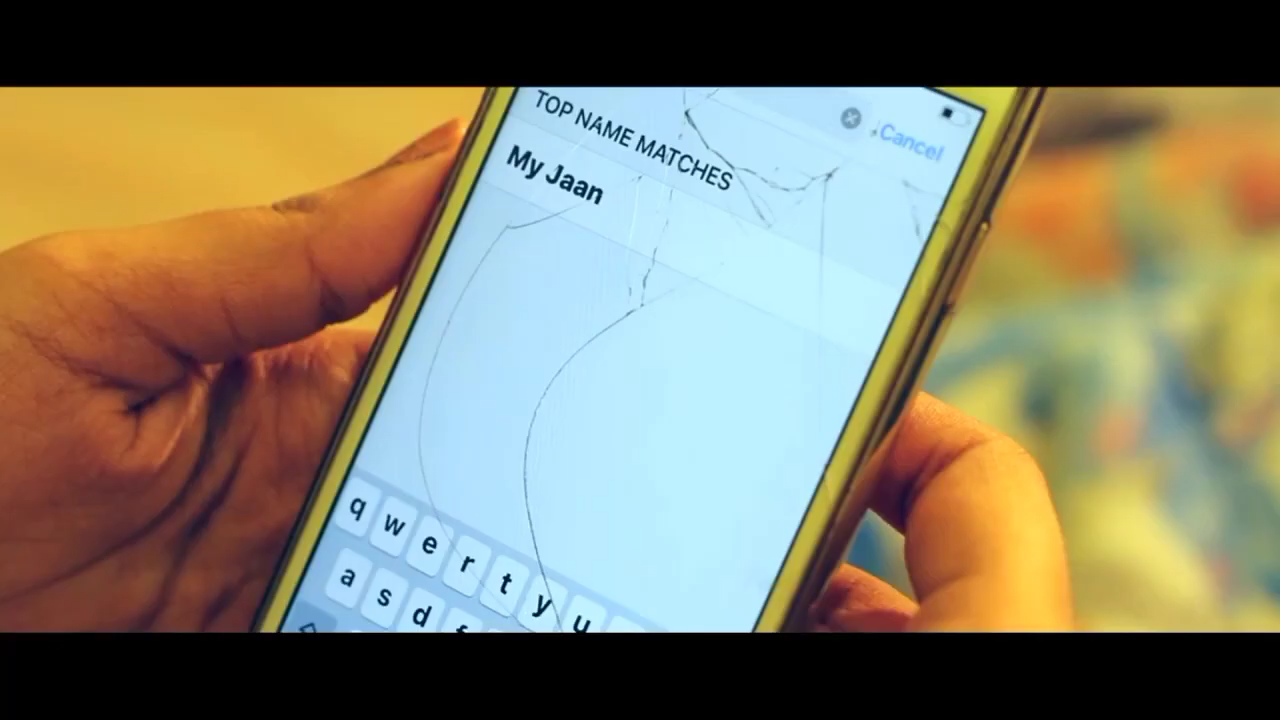 Cancel
TOP NAME MATCHES
My Jaan
q w e r t y u
a s d f